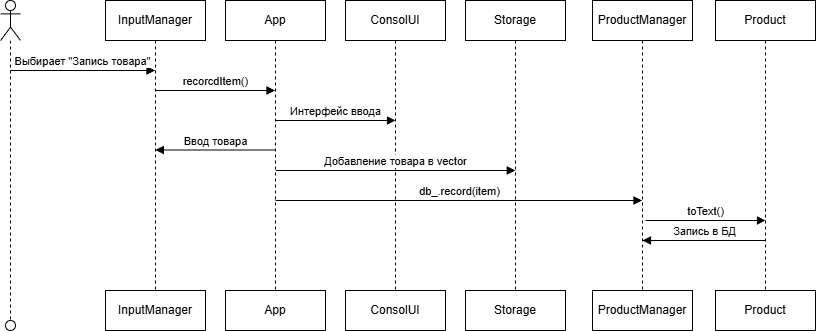 InputManager
App
ConsolUI
Storage
ProductManager
Product
Выбирает "Запись товара"
recorcdItem()
Интерфейс ввода
Ввод товара
Добавление товара в vector
db_.record(item)
toText()
Запись в БД
InputManager
App
ConsolUI
Storage
ProductManager
Product